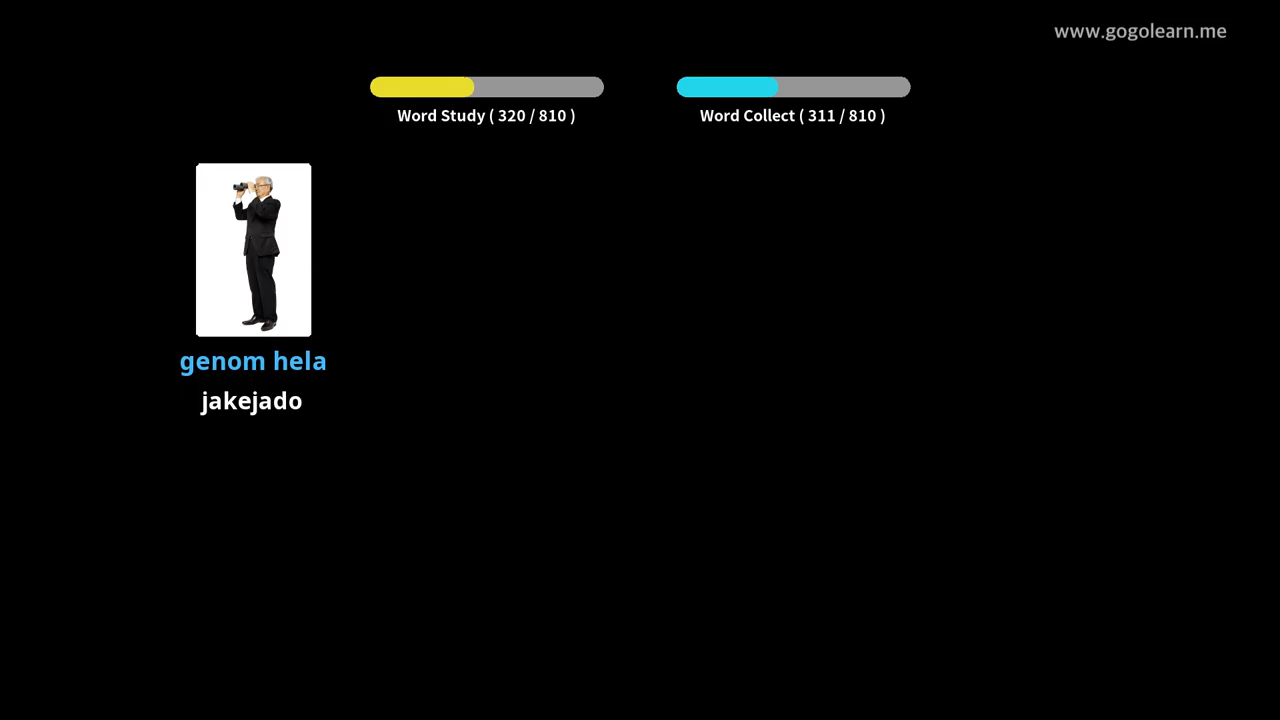 www.gogolearn.me
Word Study ( 320 / 810 )
Word Collect ( 311 / 810 )
genom hela
jakejado